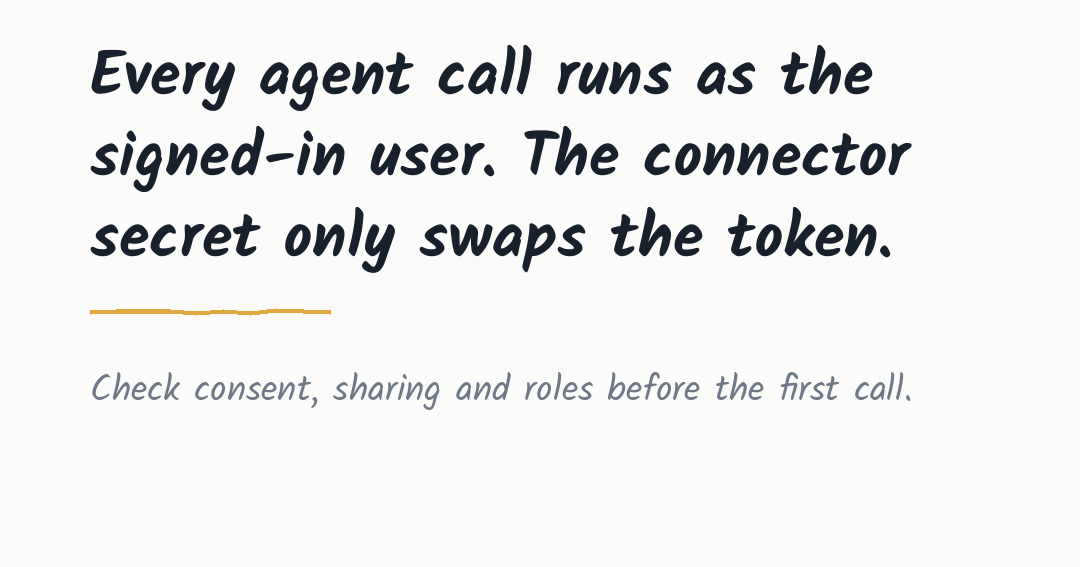 Every agent call runs as the
signed-in user. The connector
secret only swaps the token.
Check consent, sharing and roles before the first call.